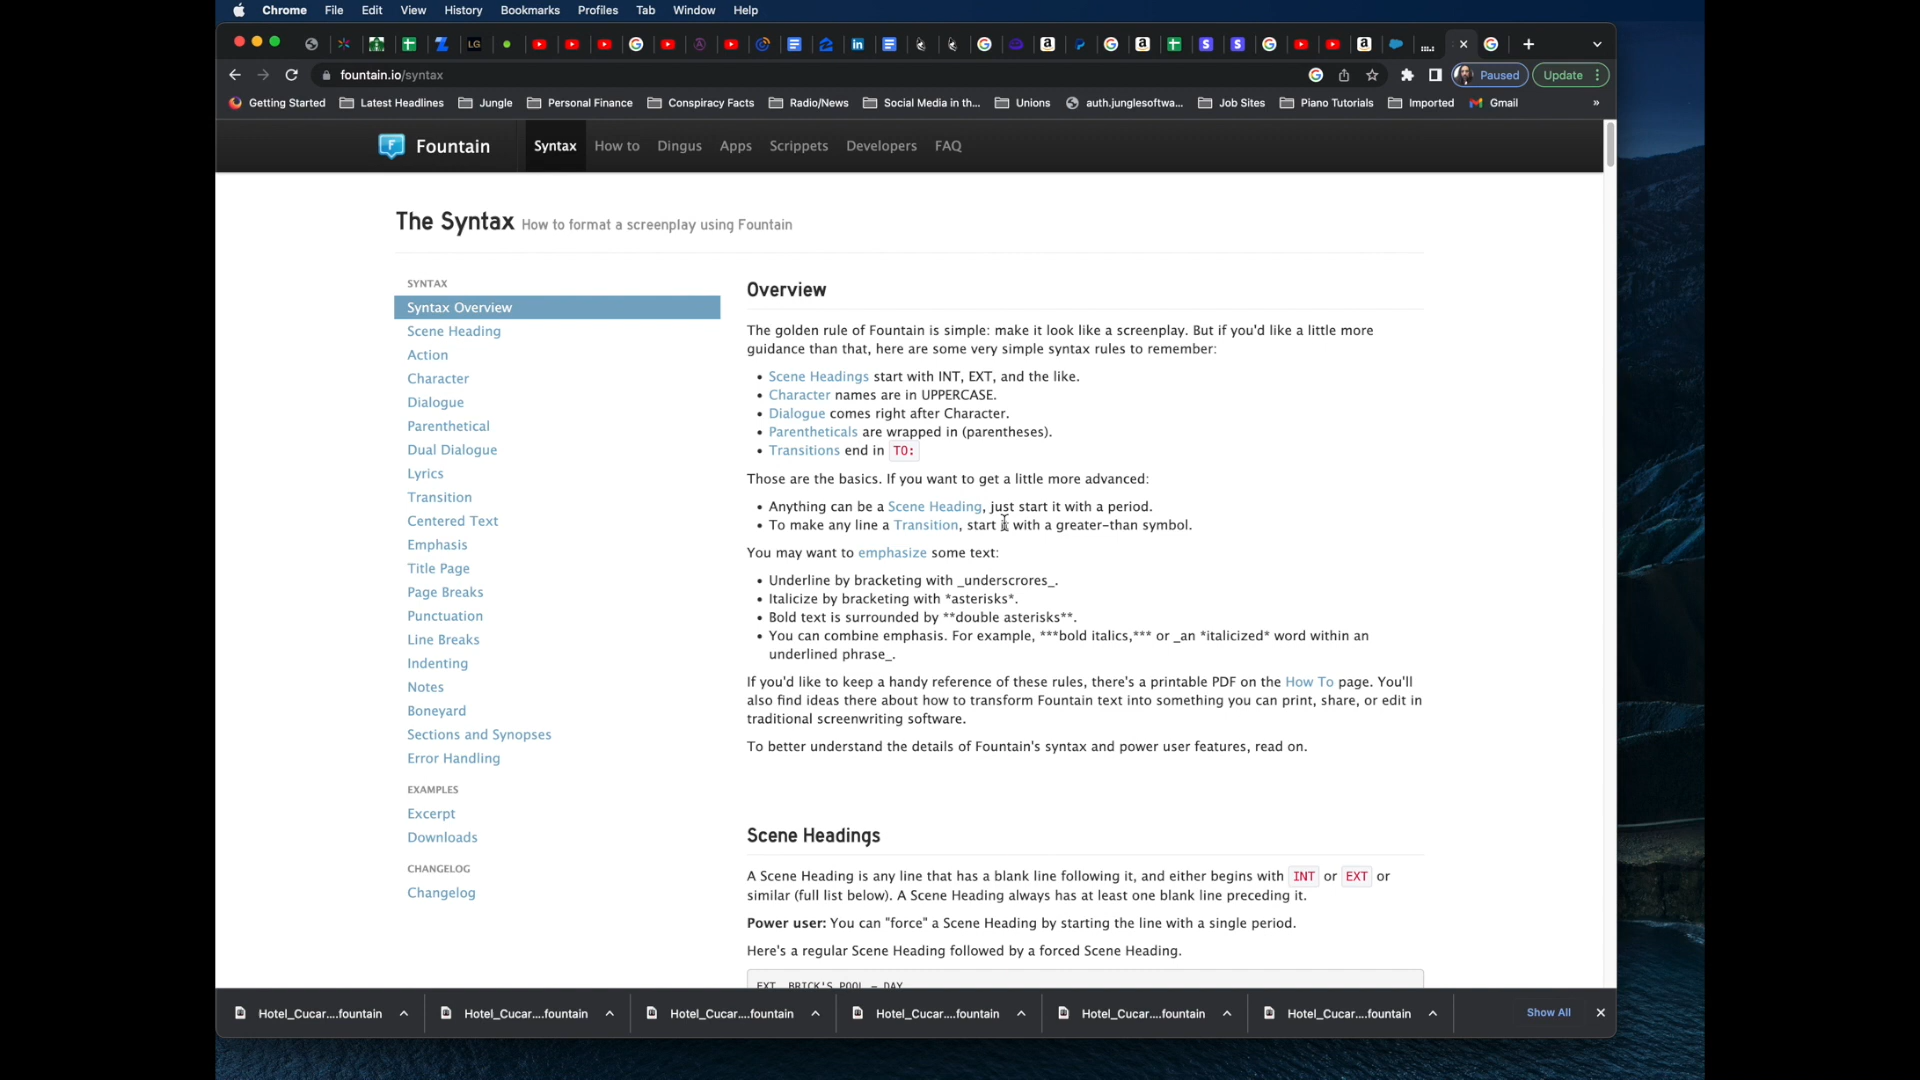 Chrome File Edit View History Bookmarks Profiles Tab Window Help
fountain.io/syntax
Paused
Update
Getting Started Latest Headlines Jungle Personal Finance Conspiracy Facts Radio/News Social Media in th... Unions auth.junglesoftwa... Job Sites Piano Tutorials Imported Gmail »
Fountain Syntax How to Dingus Apps Scrippets Developers FAQ
The Syntax How to format a screenplay using Fountain
SYNTAX
Syntax Overview
Scene Heading
Action
Character
Dialogue
Parenthetical
Dual Dialogue
Lyrics
Transition
Centered Text
Emphasis
Title Page
Page Breaks
Punctuation
Line Breaks
Indenting
Notes
Boneyard
Sections and Synopses
Error Handling
EXAMPLES
Excerpt
Downloads
CHANGELOG
Changelog
Overview
The golden rule of Fountain is simple: make it look like a screenplay. But if you'd like a little more
guidance than that, here are some very simple syntax rules to remember:
• Scene Headings start with INT, EXT, and the like.
• Character names are in UPPERCASE.
• Dialogue comes right after Character.
• Parentheticals are wrapped in (parentheses).
• Transitions end in TO:
Those are the basics. If you want to get a little more advanced:
• Anything can be a Scene Heading, just start it with a period.
• To make any line a Transition, start it with a greater-than symbol.
You may want to emphasize some text:
• Underline by bracketing with _underscores_.
• Italicize by bracketing with *asterisks*.
• Bold text is surrounded by **double asterisks**.
• You can combine emphasis. For example, ***bold italics,*** or _an *italicized* word within an
underlined phrase_.
If you'd like to keep a handy reference of these rules, there's a printable PDF on the How To page. You'll
also find ideas there about how to transform Fountain text into something you can print, share, or edit in
traditional screenwriting software.
To better understand the details of Fountain's syntax and power user features, read on.
Scene Headings
A Scene Heading is any line that has a blank line following it, and either begins with INT or EXT or
similar (full list below). A Scene Heading always has at least one blank line preceding it.
Power user: You can "force" a Scene Heading by starting the line with a single period.
Here's a regular Scene Heading followed by a forced Scene Heading.
EXT. BRICK'S POOL - DAY
Hotel_Cucar....fountain Hotel_Cucar....fountain Hotel_Cucar....fountain Hotel_Cucar....fountain Hotel_Cucar....fountain Hotel_Cucar....fountain Show All